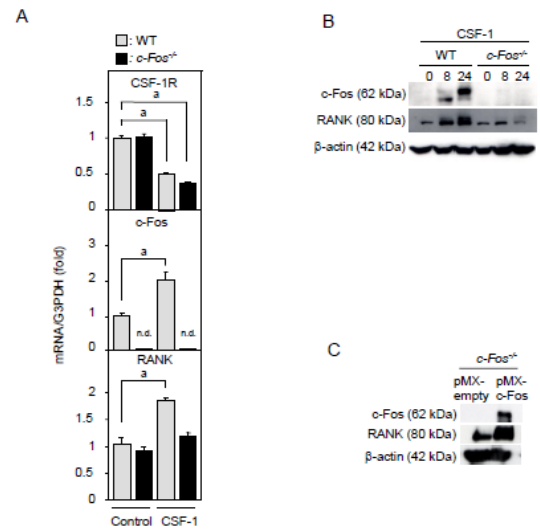 A
: WT
: c-Fos-/-
CSF-1R
a
a
1.5
1
0.5
0
c-Fos
a
n.d.
n.d.
3
2
1
0
RANK
a
2
1.5
1
0.5
0
mRNA/G3PDH (fold)
Control CSF-1
B
CSF-1
WT c-Fos-/-
0 8 24 0 8 24
c-Fos (62 kDa)
RANK (80 kDa)
β-actin (42 kDa)
C
c-Fos-/-
pMX- pMX-
empty c-Fos
c-Fos (62 kDa)
RANK (80 kDa)
β-actin (42 kDa)